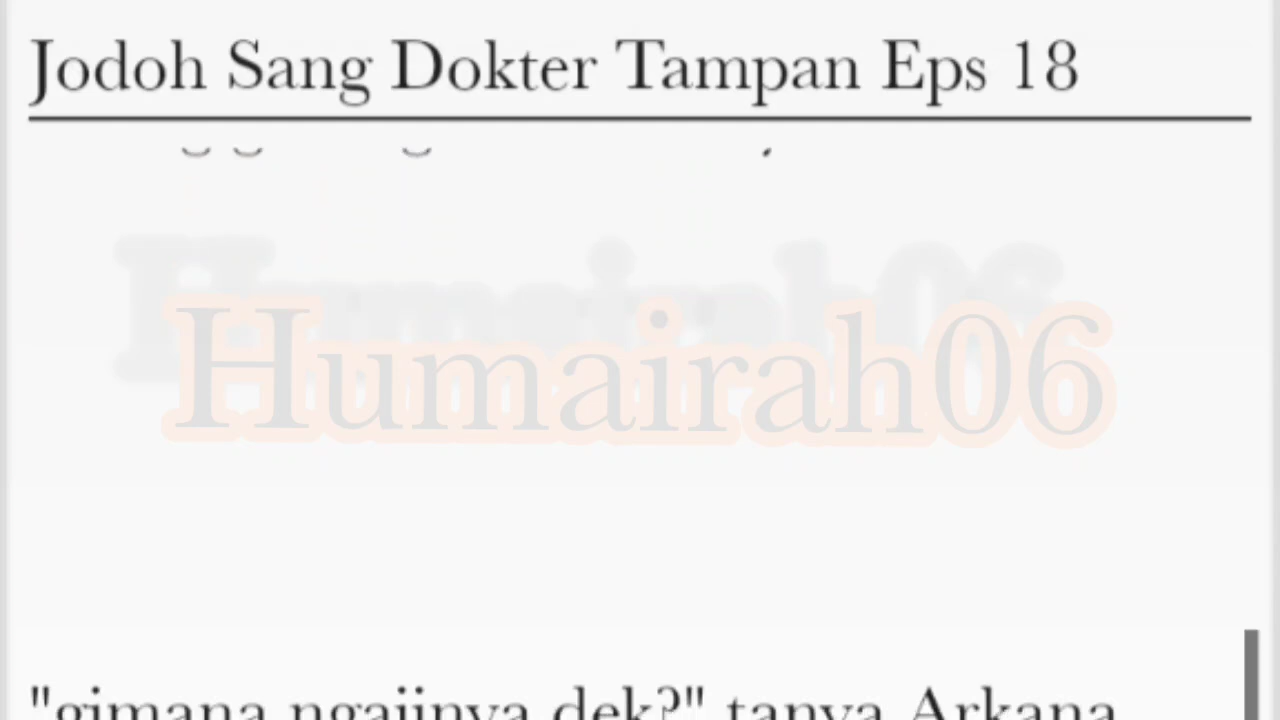 Jodoh Sang Dokter Tampan Eps 18
Humairah06
"gimana ngajinya dek?" tanya Arkana